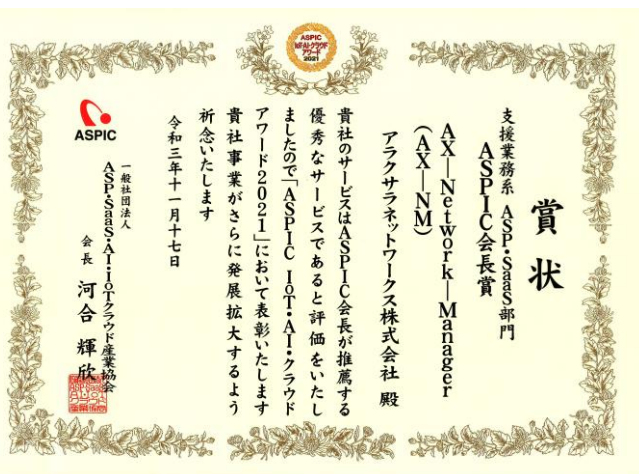 ASPIC
IoT・AI・クラウド
アワード
2021
賞状
支援業務系 ASP・SaaS部門
ASPIC会長賞
AX―Network―Manager
(AX―NM)
アラクサラネットワークス株式会社 殿
貴社のサービスはASPIC会長が推薦する
優秀なサービスであると評価をいたし
ましたので「ASPIC IoT・AI・クラウド
アワード2021」において表彰いたします
貴社事業がさらに発展拡大するよう
祈念いたします
令和三年十一月十七日
ASPIC
一般社団法人
ASP・SaaS・AI・IoTクラウド産業協会
会長 河合 輝欣